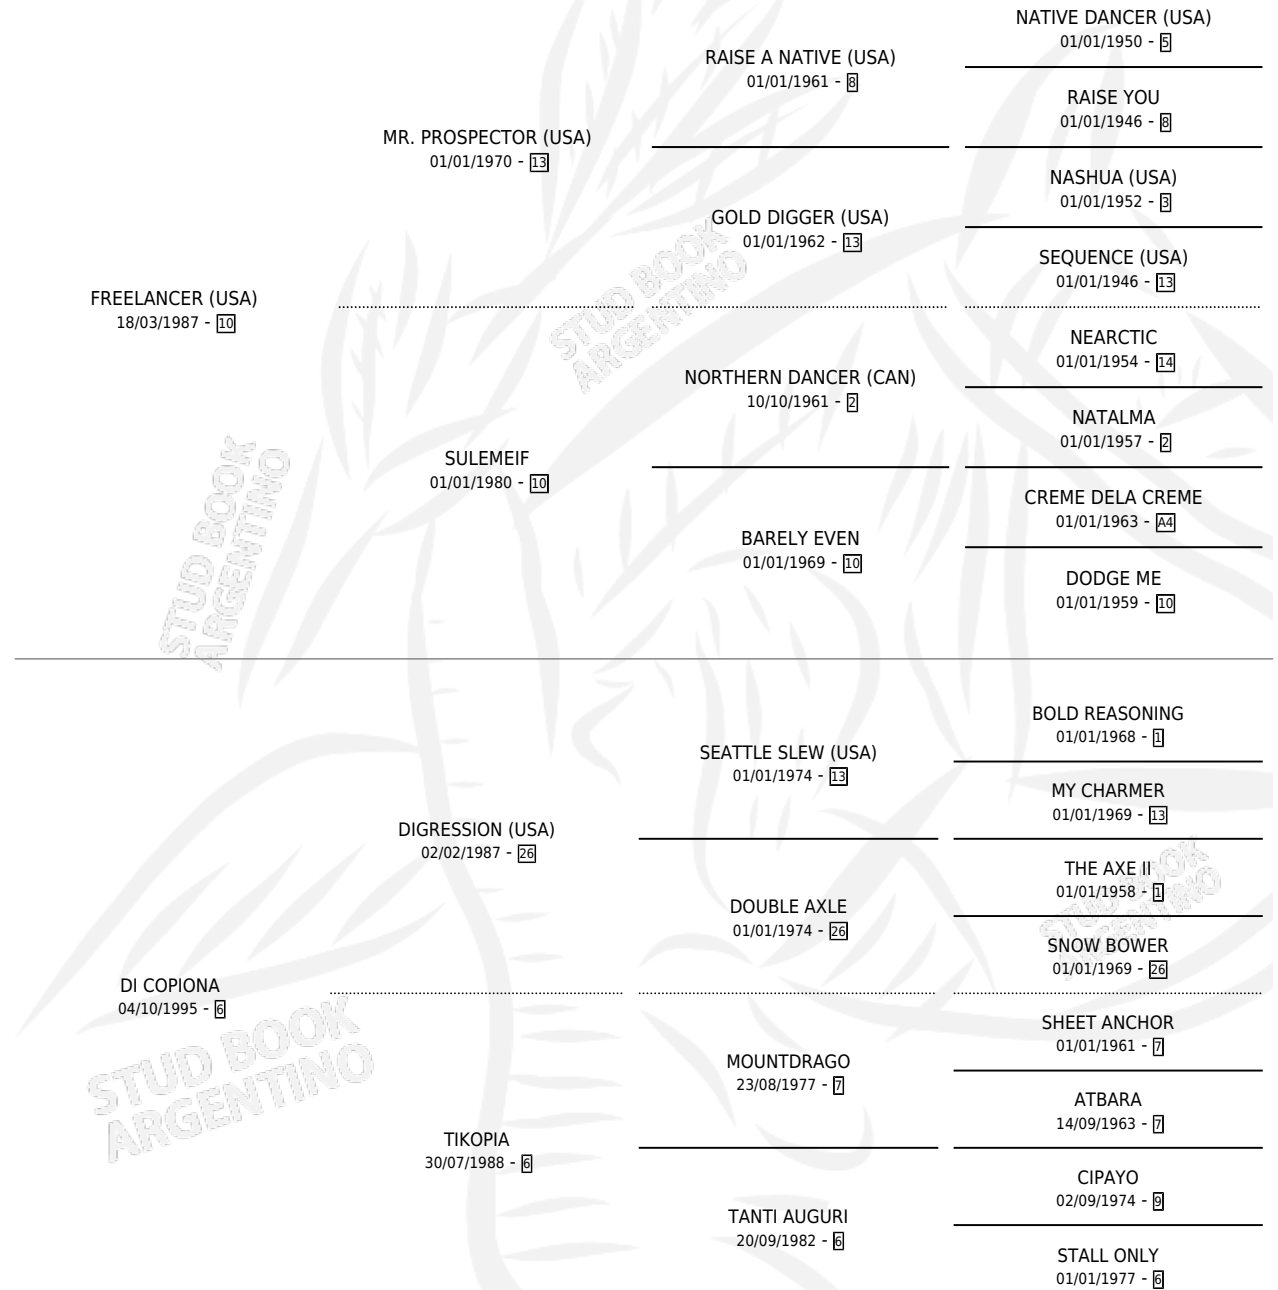 NATIVE DANCER (USA)
01/01/1950 - 5
RAISE A NATIVE (USA)
01/01/1961 - 8
RAISE YOU
01/01/1946 - 8
MR. PROSPECTOR (USA)
01/01/1970 - 13
NASHUA (USA)
01/01/1952 - 3
GOLD DIGGER (USA)
01/01/1962 - 13
SEQUENCE (USA)
01/01/1946 - 13
FREELANCER (USA)
18/03/1987 - 10
STUD BOOK
ARGENTINO
NEARCTIC
01/01/1954 - 14
NORTHERN DANCER (CAN)
10/10/1961 - 2
NATALMA
01/01/1957 - 2
SULEMEIF
01/01/1980 - 10
CREME DELA CREME
01/01/1963 - A4
BARELY EVEN
01/01/1969 - 10
DODGE ME
01/01/1959 - 10
STUD BOOK
ARGENTINO
BOLD REASONING
01/01/1968 - 1
SEATTLE SLEW (USA)
01/01/1974 - 13
MY CHARMER
01/01/1969 - 13
DIGRESSION (USA)
02/02/1987 - 26
THE AXE II
01/01/1958 - 1
DOUBLE AXLE
01/01/1974 - 26
STUD BOOK
ARGENTINO
SNOW BOWER
01/01/1969 - 26
DI COPIONA
04/10/1995 - 6
SHEET ANCHOR
01/01/1961 - 7
MOUNTDRAGO
23/08/1977 - 7
ATBARA
14/09/1963 - 7
STUD BOOK
ARGENTINO
TIKOPIA
30/07/1988 - 6
CIPAYO
02/09/1974 - 9
TANTI AUGURI
20/09/1982 - 6
STALL ONLY
01/01/1977 - 6